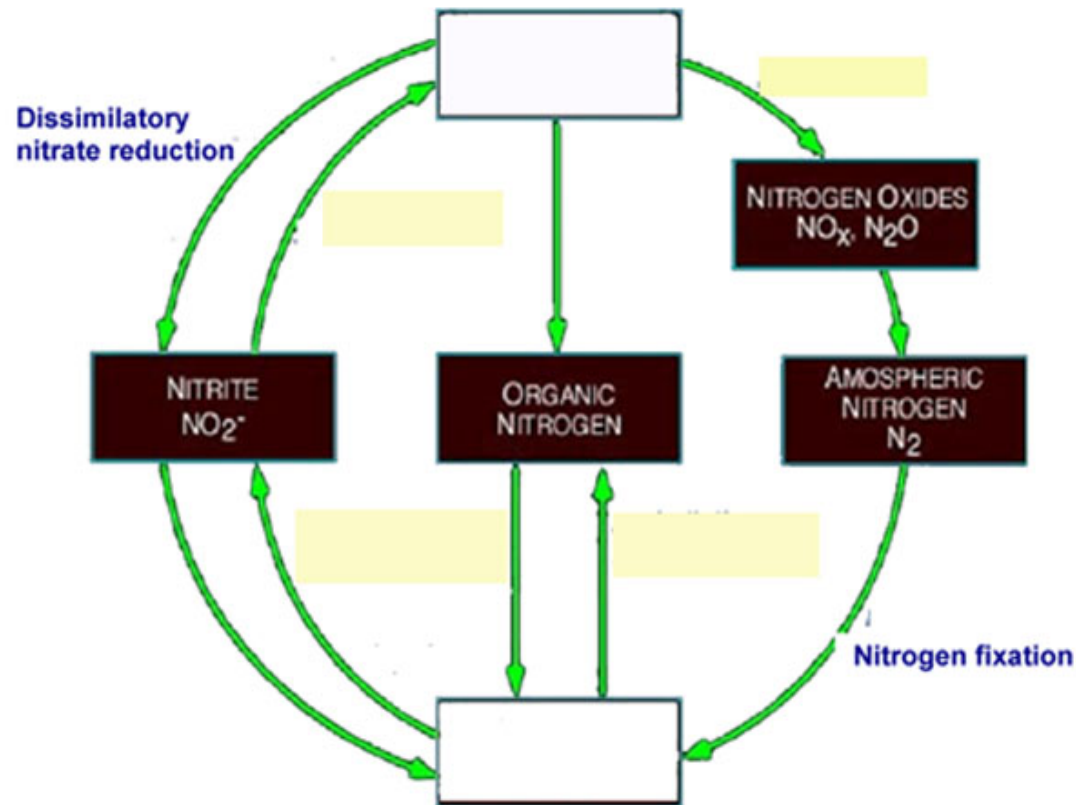 Dissimilatory
nitrate reduction
NITROGEN OXIDES
NOx, N2O
NITRITE
NO2-
ORGANIC
NITROGEN
AMOSPHERIC
NITROGEN
N2
Nitrogen fixation